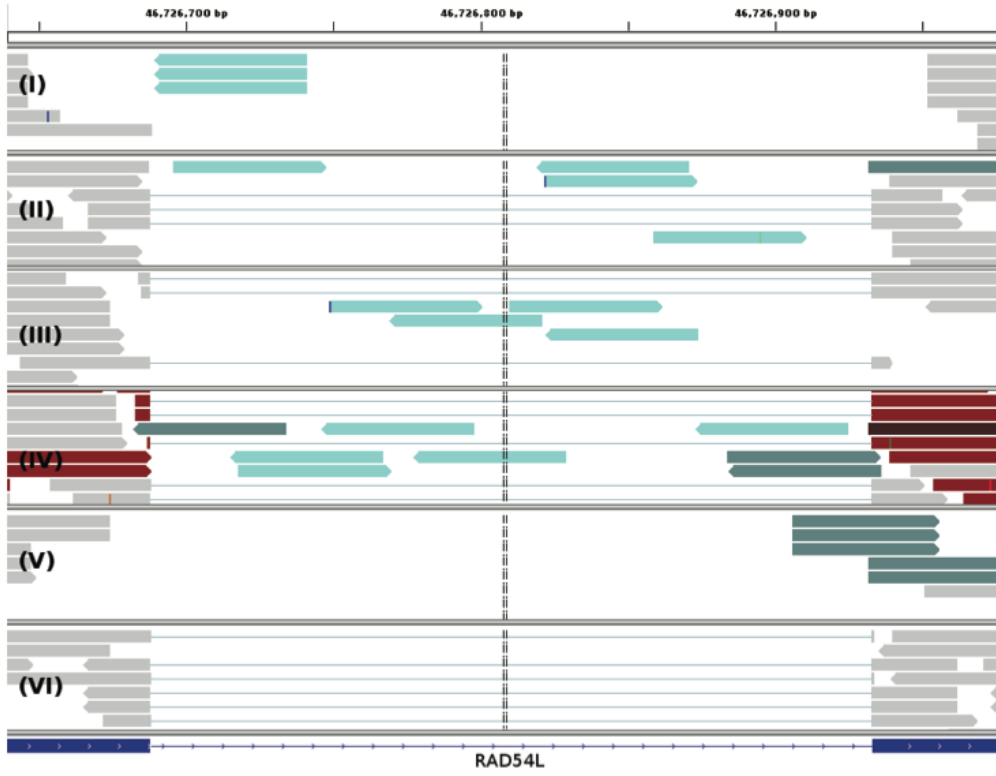 46,726,700 bp 46,726,800 bp 46,726,900 bp
(I)
(II)
(III)
(IV)
(V)
(VI)
RAD54L